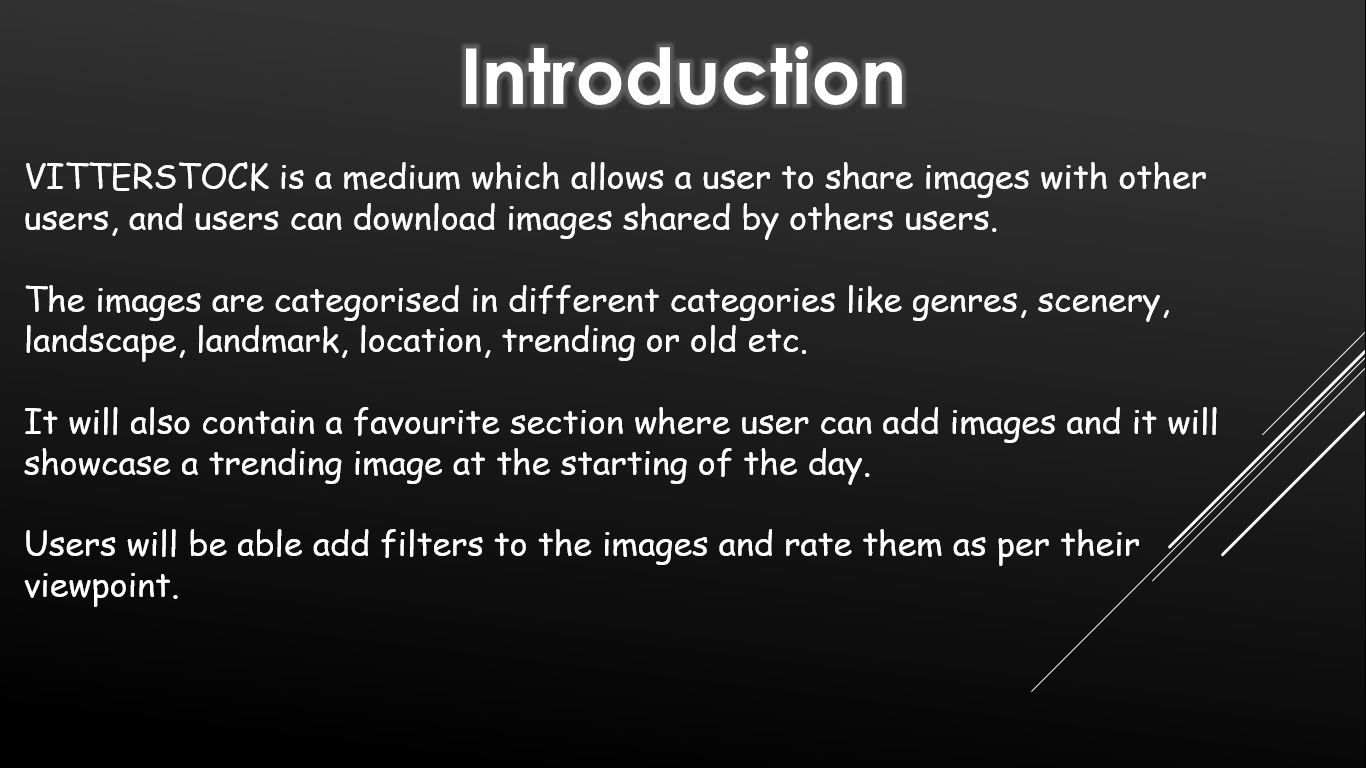 Introduction
VITTERSTOCK is a medium which allows a user to share images with other
users, and users can download images shared by others users.
The images are categorised in different categories like genres, scenery,
landscape, landmark, location, trending or old etc.
It will also contain a favourite section where user can add images and it will
showcase a trending image at the starting of the day.
Users will be able add filters to the images and rate them as per their
viewpoint.